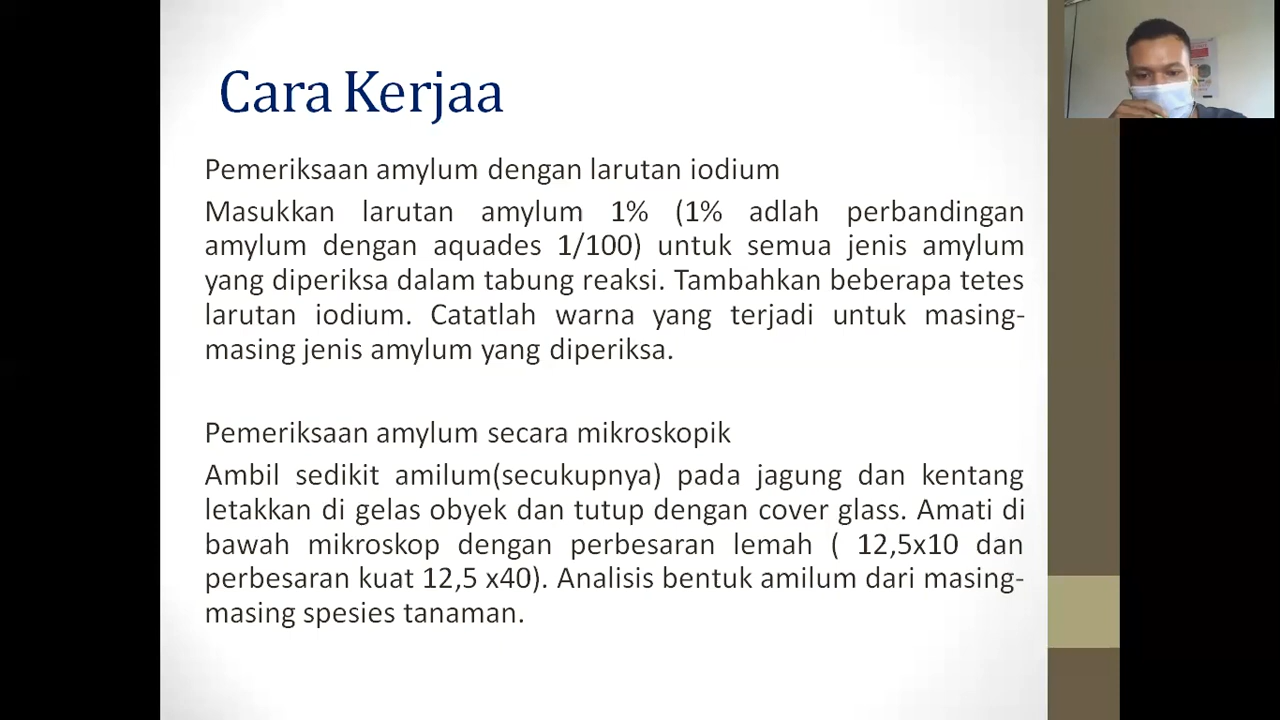 Cara Kerjaa
Pemeriksaan amylum dengan larutan iodium
Masukkan larutan amylum 1% (1% adlah perbandingan
amylum dengan aquades 1/100) untuk semua jenis amylum
yang diperiksa dalam tabung reaksi. Tambahkan beberapa tetes
larutan iodium. Catatlah warna yang terjadi untuk masing-
masing jenis amylum yang diperiksa.
Pemeriksaan amylum secara mikroskopik
Ambil sedikit amilum(secukupnya) pada jagung dan kentang
letakkan di gelas obyek dan tutup dengan cover glass. Amati di
bawah mikroskop dengan perbesaran lemah ( 12,5x10 dan
perbesaran kuat 12,5 x40). Analisis bentuk amilum dari masing-
masing spesies tanaman.